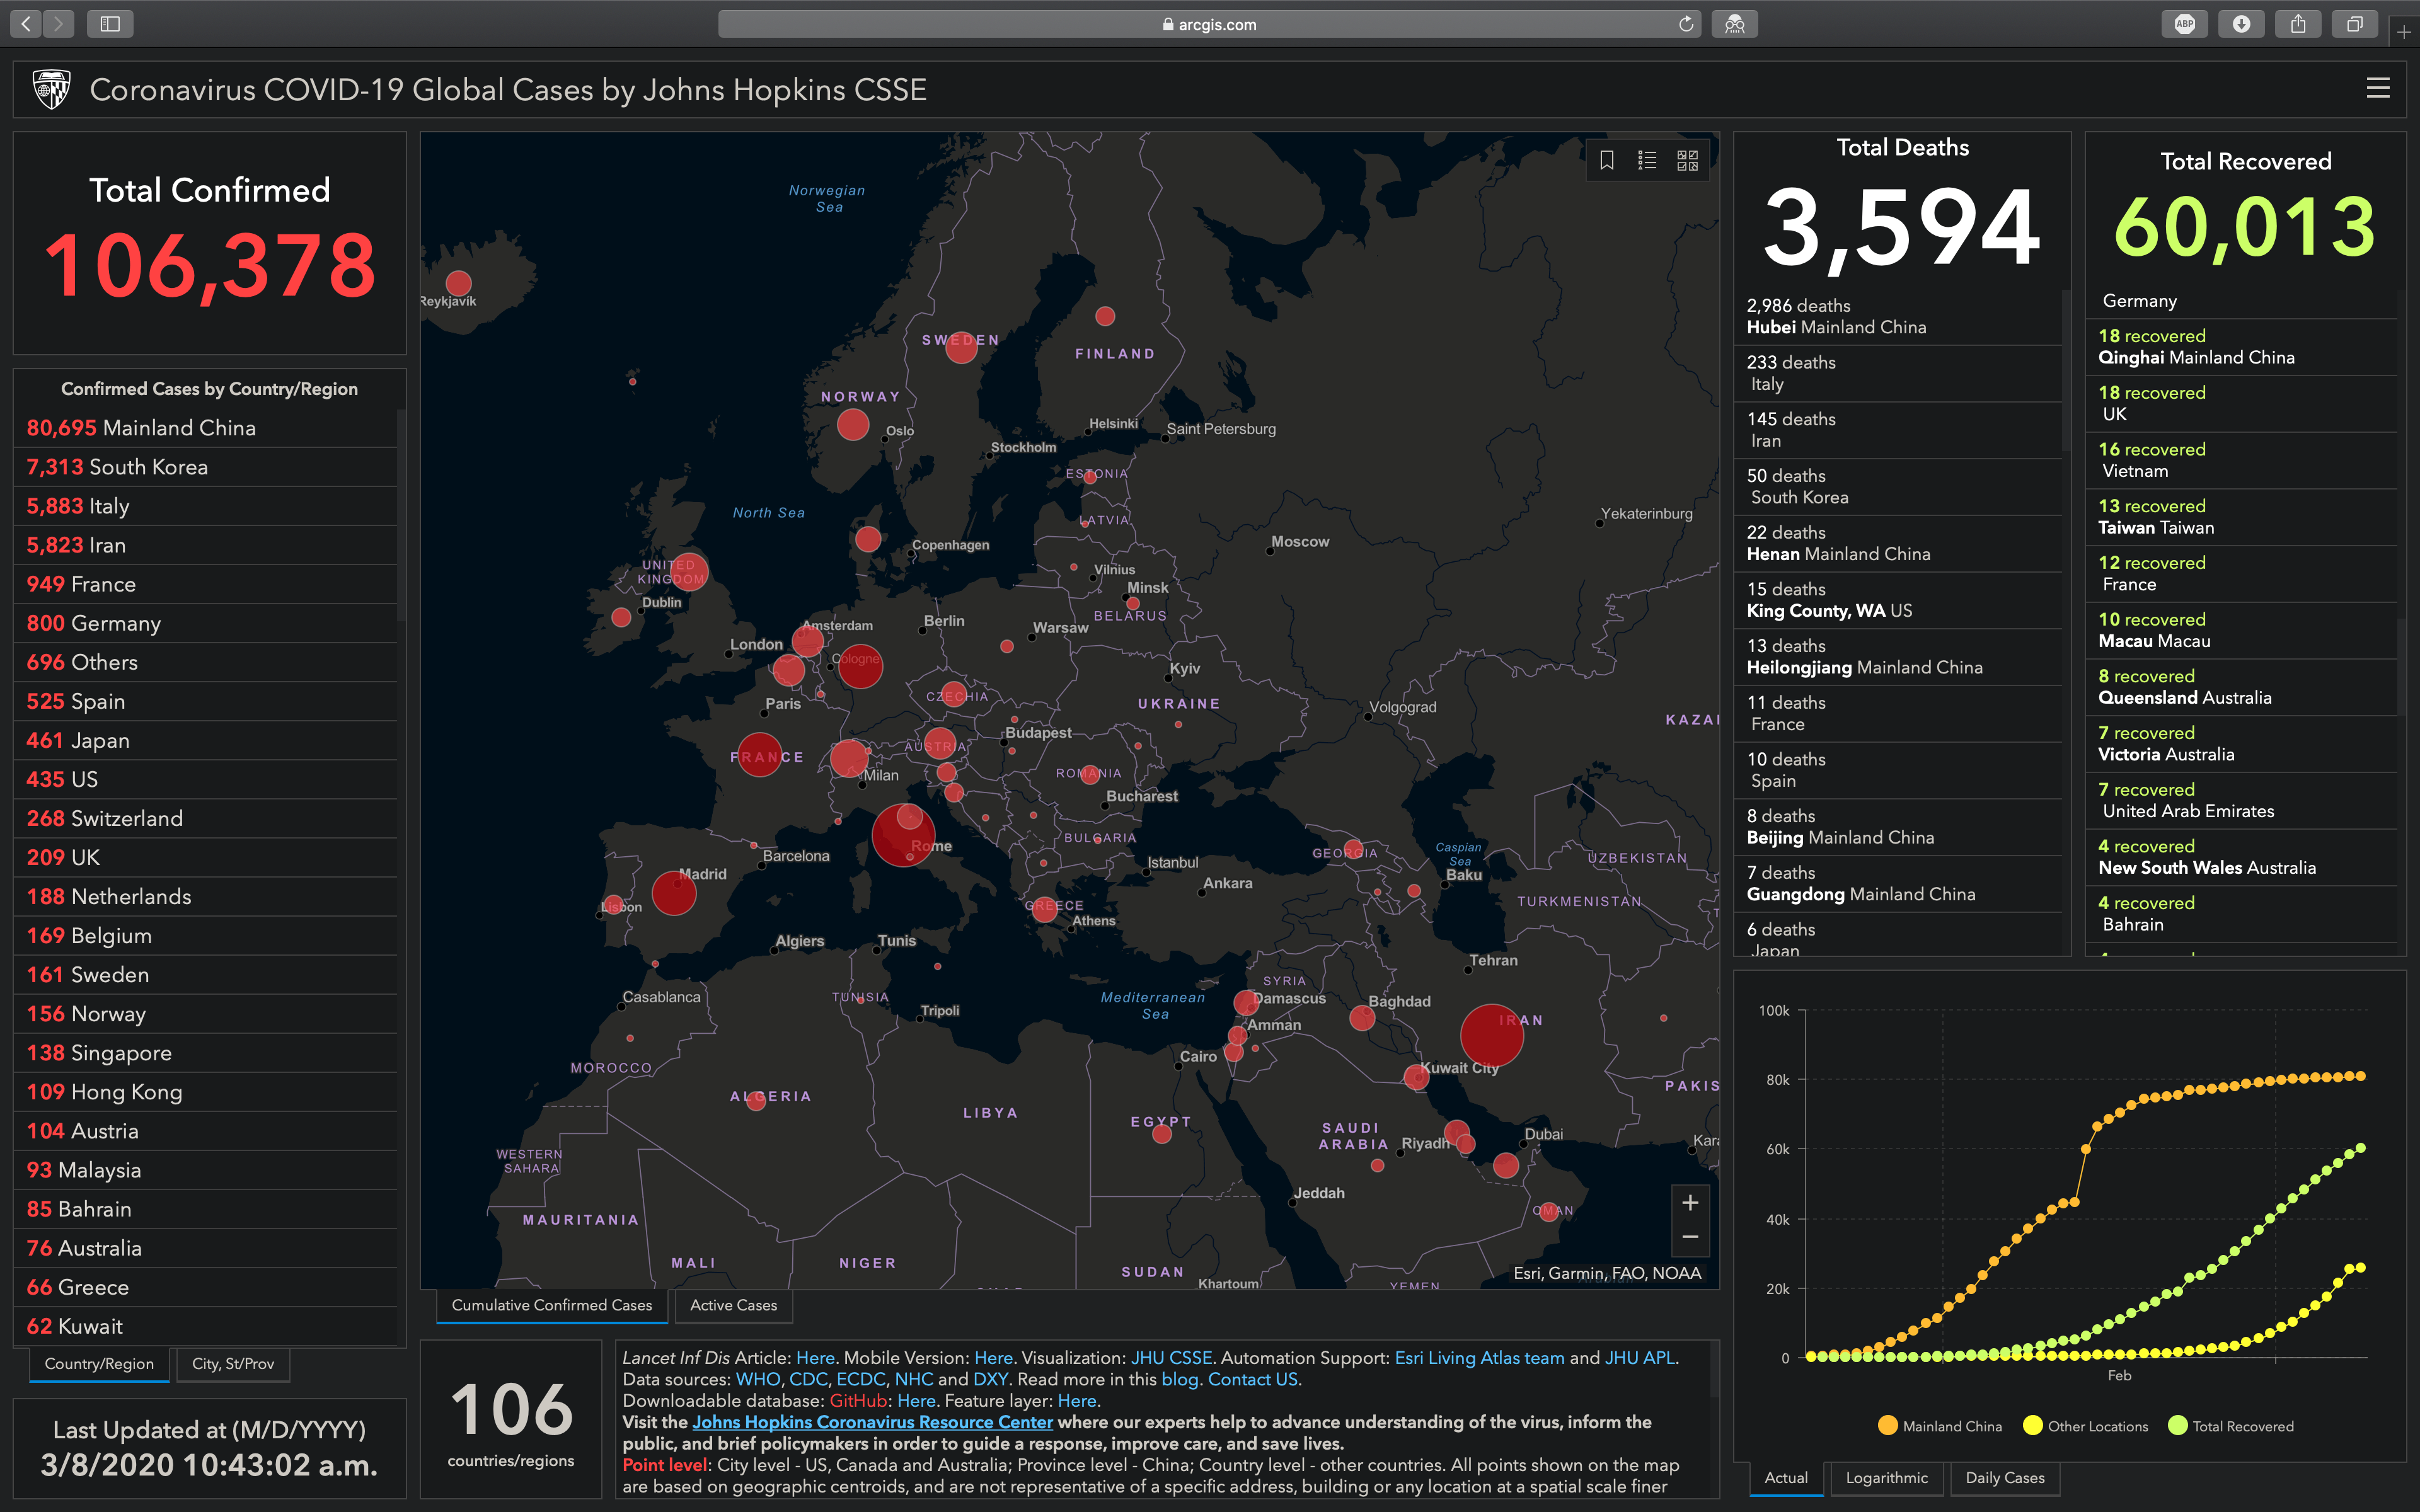 arcgis.com
ABP
Coronavirus COVID-19 Global Cases by Johns Hopkins CSSE
Total Confirmed
106,378
Confirmed Cases by Country/Region
80,695 Mainland China
7,313 South Korea
5,883 Italy
5,823 Iran
949 France
800 Germany
696 Others
525 Spain
461 Japan
435 US
268 Switzerland
209 UK
188 Netherlands
169 Belgium
161 Sweden
156 Norway
138 Singapore
109 Hong Kong
104 Austria
93 Malaysia
85 Bahrain
76 Australia
66 Greece
62 Kuwait
Country/Region
City, St/Prov
Last Updated at (M/D/YYYY)
3/8/2020 10:43:02 a.m.
Norwegian
Sea
Reykjavík
SWEDEN
FINLAND
NORWAY
Oslo
Helsinki
Saint Petersburg
Stockholm
ESTONIA
North Sea
LATVIA
Yekaterinburg
Copenhagen
Moscow
UNITED
KINGDOM
Vilnius
Minsk
Dublin
BELARUS
Amsterdam
Berlin
Warsaw
London
Cologne
Kyiv
CZECHIA
Paris
UKRAINE
Volgograd
KAZA
Budapest
AUSTRIA
FRANCE
Milan
ROMANIA
Bucharest
BULGARIA
Rome
Barcelona
Istanbul
GEORGIA
Caspian
Sea
UZBEKISTAN
Madrid
Ankara
Baku
Lisbon
GREECE
TURKMENISTAN
Athens
Algiers
Tunis
Tehran
SYRIA
Casablanca
TUNISIA
Mediterranean
Sea
Damascus
Baghdad
Tripoli
Amman
IRAN
Cairo
MOROCCO
Kuwait City
PAKIS
ALGERIA
LIBYA
EGYPT
SAUDI
ARABIA
Riyadh
Dubai
Kara
WESTERN
SAHARA
Jeddah
OMAN
MAURITANIA
MALI
NIGER
SUDAN
Khartoum
YEMEN
Esri, Garmin, FAO, NOAA
Cumulative Confirmed Cases
Active Cases
106
countries/regions
Lancet Inf Dis Article: Here. Mobile Version: Here. Visualization: JHU CSSE. Automation Support: Esri Living Atlas team and JHU APL.
Data sources: WHO, CDC, ECDC, NHC and DXY. Read more in this blog. Contact US.
Downloadable database: GitHub: Here. Feature layer: Here.
Visit the Johns Hopkins Coronavirus Resource Center where our experts help to advance understanding of the virus, inform the
public, and brief policymakers in order to guide a response, improve care, and save lives.
Point level: City level - US, Canada and Australia; Province level - China; Country level - other countries. All points shown on the map
are based on geographic centroids, and are not representative of a specific address, building or any location at a spatial scale finer
Total Deaths
3,594
2,986 deaths
Hubei Mainland China
233 deaths
Italy
145 deaths
Iran
50 deaths
South Korea
22 deaths
Henan Mainland China
15 deaths
King County, WA US
13 deaths
Heilongjiang Mainland China
11 deaths
France
10 deaths
Spain
8 deaths
Beijing Mainland China
7 deaths
Guangdong Mainland China
6 deaths
Japan
Total Recovered
60,013
Germany
18 recovered
Qinghai Mainland China
18 recovered
UK
16 recovered
Vietnam
13 recovered
Taiwan Taiwan
12 recovered
France
10 recovered
Macau Macau
8 recovered
Queensland Australia
7 recovered
Victoria Australia
7 recovered
United Arab Emirates
4 recovered
New South Wales Australia
4 recovered
Bahrain
100k
80k
60k
40k
20k
0
Feb
Mainland China
Other Locations
Total Recovered
Actual
Logarithmic
Daily Cases